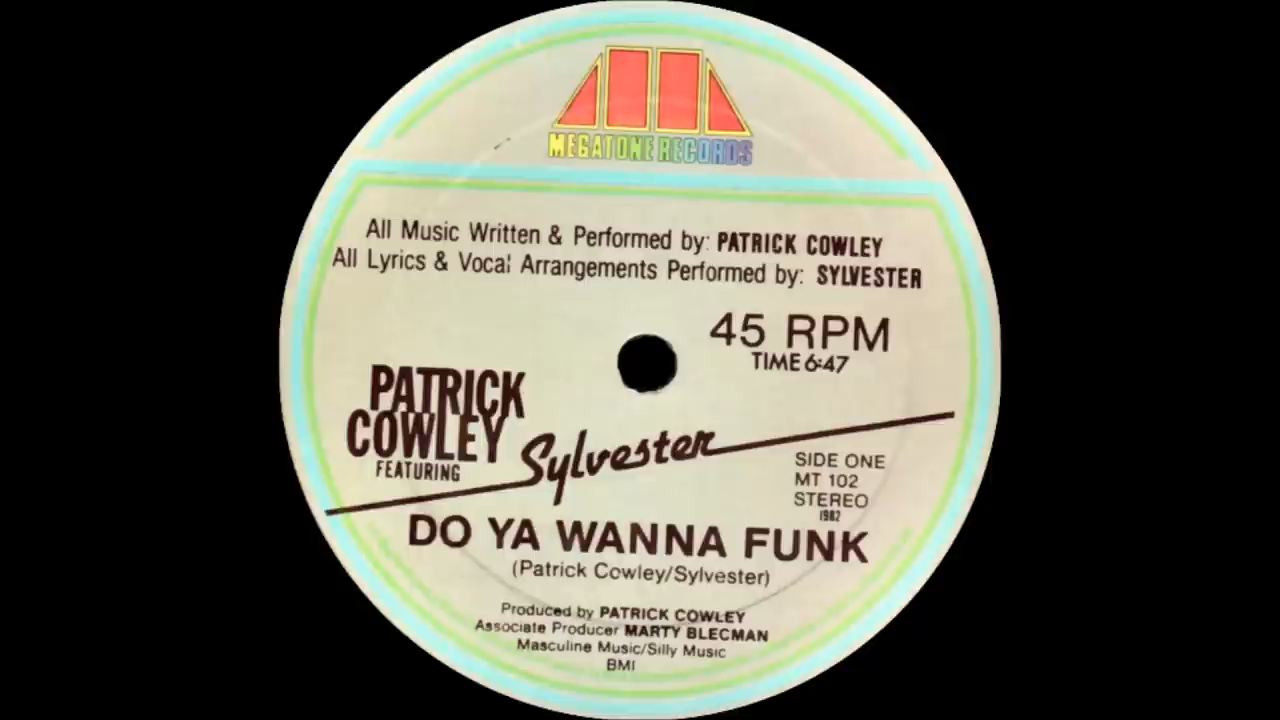 MEGATONE RECORDS
All Music Written & Performed by: PATRICK COWLEY
All Lyrics & Vocal Arrangements Performed by: SYLVESTER
45 RPM
TIME 6:47
PATRICK
COWLEY
FEATURING
Sylvester
SIDE ONE
MT 102
STEREO
1982
DO YA WANNA FUNK
(Patrick Cowley/Sylvester)
Produced by PATRICK COWLEY
Associate Producer MARTY BLECMAN
Masculine Music/Silly Music
BMI